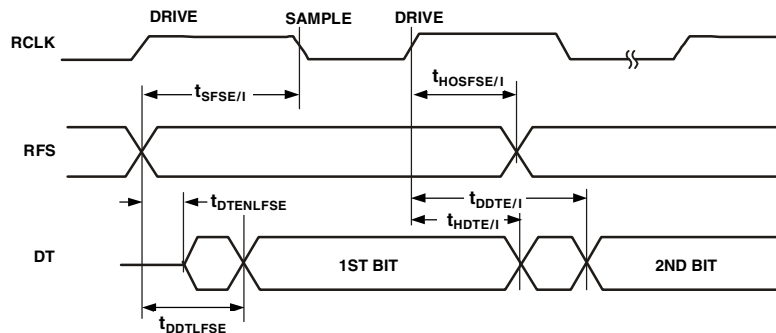 DRIVE SAMPLE DRIVE
RCLK
tSFSE/I tHOSFSE/I
RFS
tDTENLFSE tDDTE/I
tHDTE/I
DT 1ST BIT 2ND BIT
tDDTLFSE